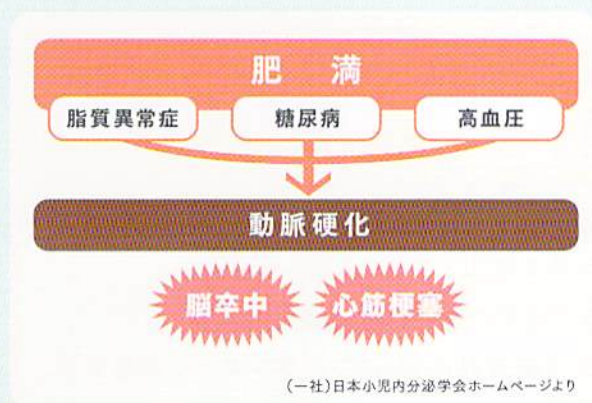 肥満
脂質異常症 糖尿病 高血圧
動脈硬化
脳卒中 心筋梗塞
(一社)日本小児内分泌学会ホームページより